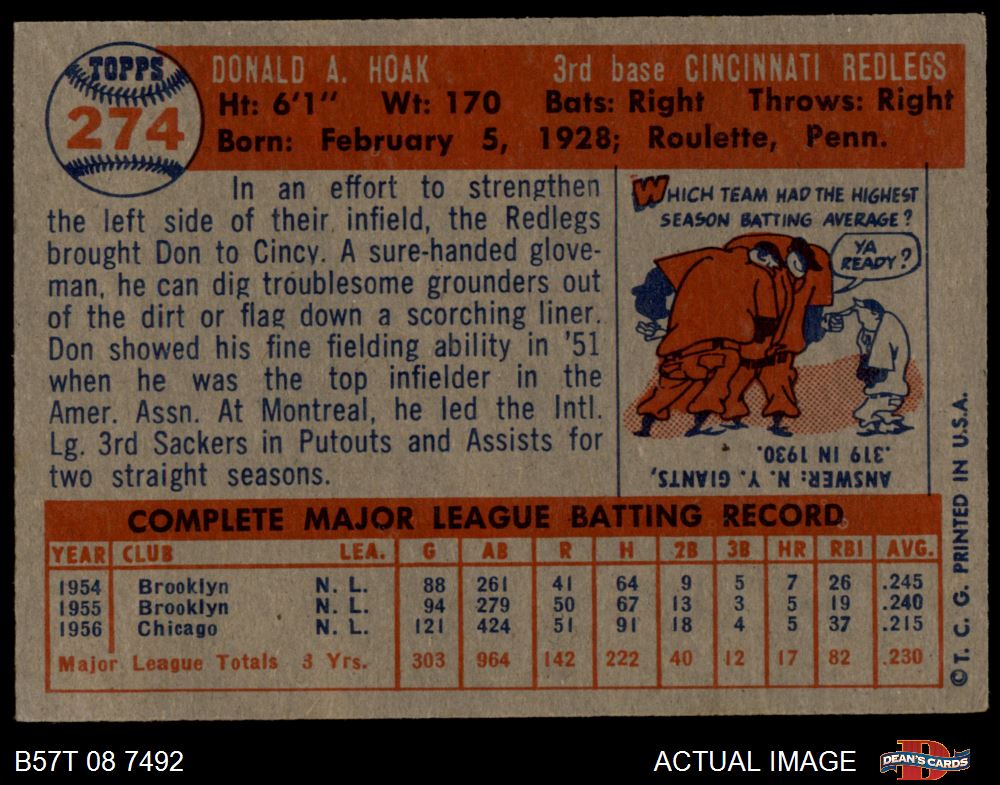 TOPPS
274
DONALD A. HOAK 3rd base CINCINNATI REDLEGS
Ht: 6'1" Wt: 170 Bats: Right Throws: Right
Born: February 5, 1928; Roulette, Penn.
In an effort to strengthen
the left side of their infield, the Redlegs
brought Don to Cincy. A sure-handed glove-
man, he can dig troublesome grounders out
of the dirt or flag down a scorching liner.
Don showed his fine fielding ability in '51
when he was the top infielder in the
Amer. Assn. At Montreal, he led the Intl.
Lg. 3rd Sackers in Putouts and Assists for
two straight seasons.
WHICH TEAM HAD THE HIGHEST
SEASON BATTING AVERAGE?
YA
READY?
ANSWER: N. Y. GIANTS,
.319 IN 1930.
COMPLETE MAJOR LEAGUE BATTING RECORD
YEAR CLUB LEA. G AB R H 2B 3B HR RBI AVG.
1954 Brooklyn N. L. 88 261 41 64 9 5 7 26 .245
1955 Brooklyn N. L. 94 279 50 67 13 3 5 19 .240
1956 Chicago N. L. 121 424 51 91 18 4 5 37 .215
Major League Totals 3 Yrs. 303 964 142 222 40 12 17 82 .230
© T. C. G. PRINTED IN U.S.A.
B57T 08 7492 ACTUAL IMAGE
D
DEAN'S CARDS